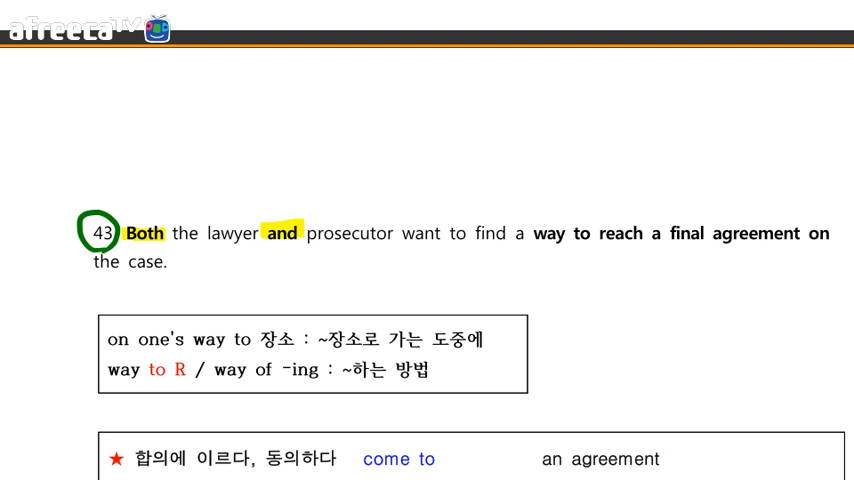 afreecaTV
43 Both the lawyer and prosecutor want to find a way to reach a final agreement on
the case.
on one's way to 장소 : ~장소로 가는 도중에
way to R / way of -ing : ~하는 방법
★ 합의에 이르다, 동의하다 come to an agreement